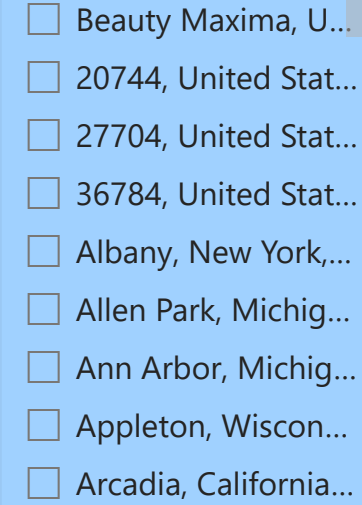 Beauty Maxima, U...
20744, United Stat...
27704, United Stat...
36784, United Stat...
Albany, New York,...
Allen Park, Michig...
Ann Arbor, Michig...
Appleton, Wiscon...
Arcadia, California...